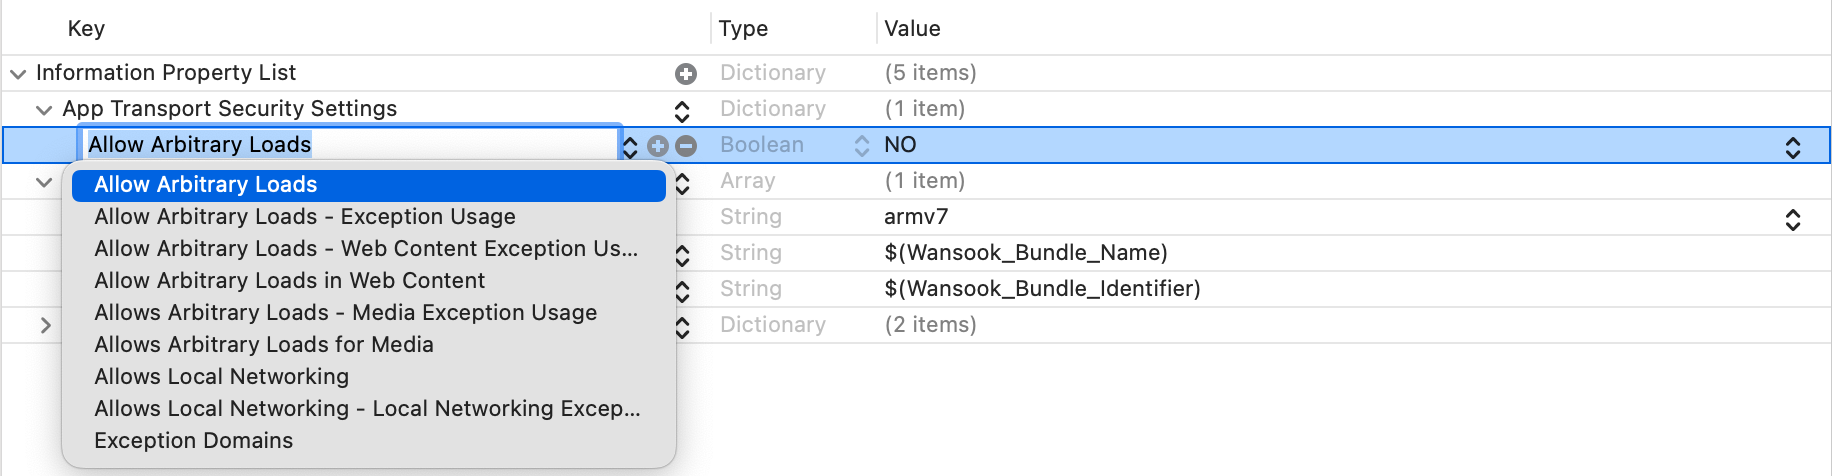 Key Type Value
Information Property List Dictionary (5 items)
App Transport Security Settings Dictionary (1 item)
Allow Arbitrary Loads Boolean NO
Allow Arbitrary Loads Array (1 item)
Allow Arbitrary Loads - Exception Usage String armv7
Allow Arbitrary Loads - Web Content Exception Us... String $(Wansook_Bundle_Name)
Allow Arbitrary Loads in Web Content String $(Wansook_Bundle_Identifier)
Allows Arbitrary Loads - Media Exception Usage Dictionary (2 items)
Allows Arbitrary Loads for Media
Allows Local Networking
Allows Local Networking - Local Networking Excep...
Exception Domains